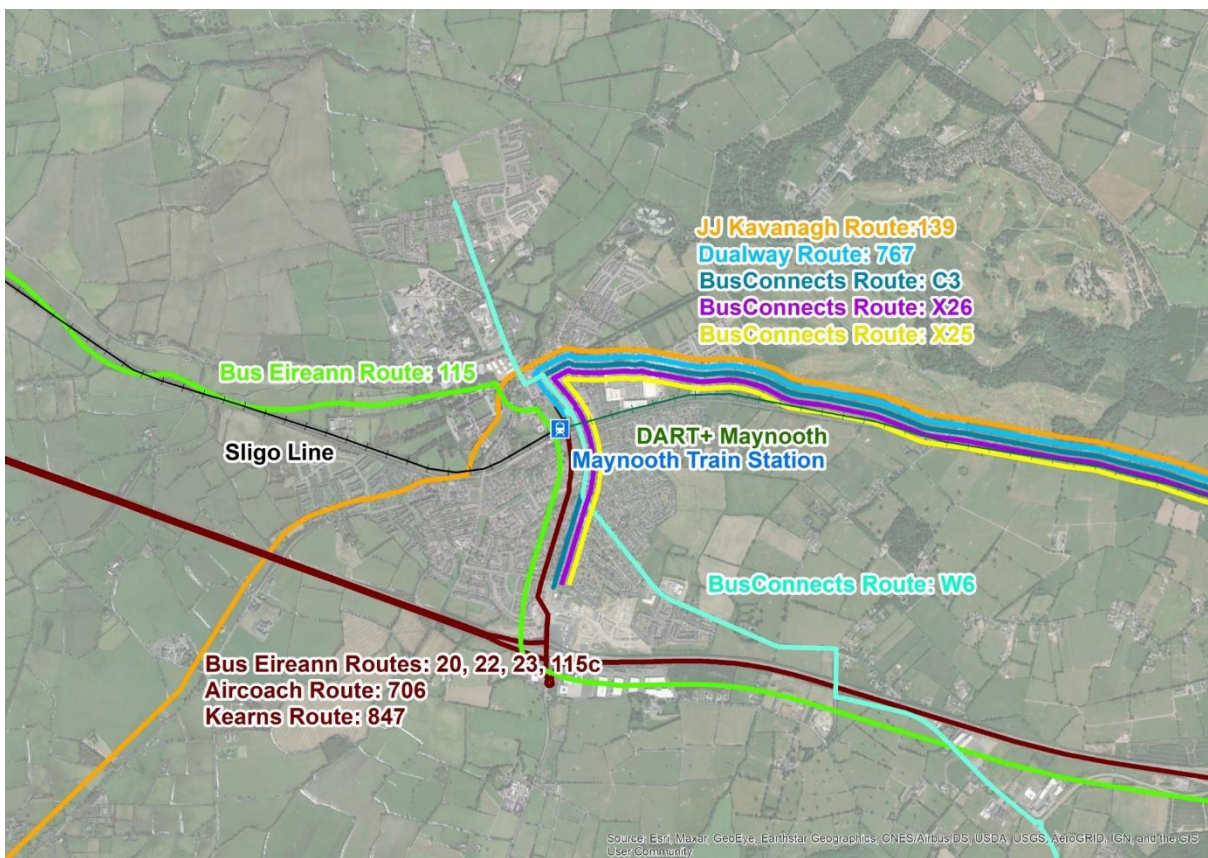 JJ Kavanagh Route:139
Dualway Route: 767
BusConnects Route: C3
BusConnects Route: X26
BusConnects Route: X25
Bus Eireann Route: 115
DART+ Maynooth
Sligo Line
Maynooth Train Station
BusConnects Route: W6
Bus Eireann Routes: 20, 22, 23, 115c
Aircoach Route: 706
Kearns Route: 847
Source: Esri, Maxar, GeoEye, Earthstar Geographics, CNES/Airbus DS, USDA, USGS, AeroGRID, IGN, and the GIS
User Community